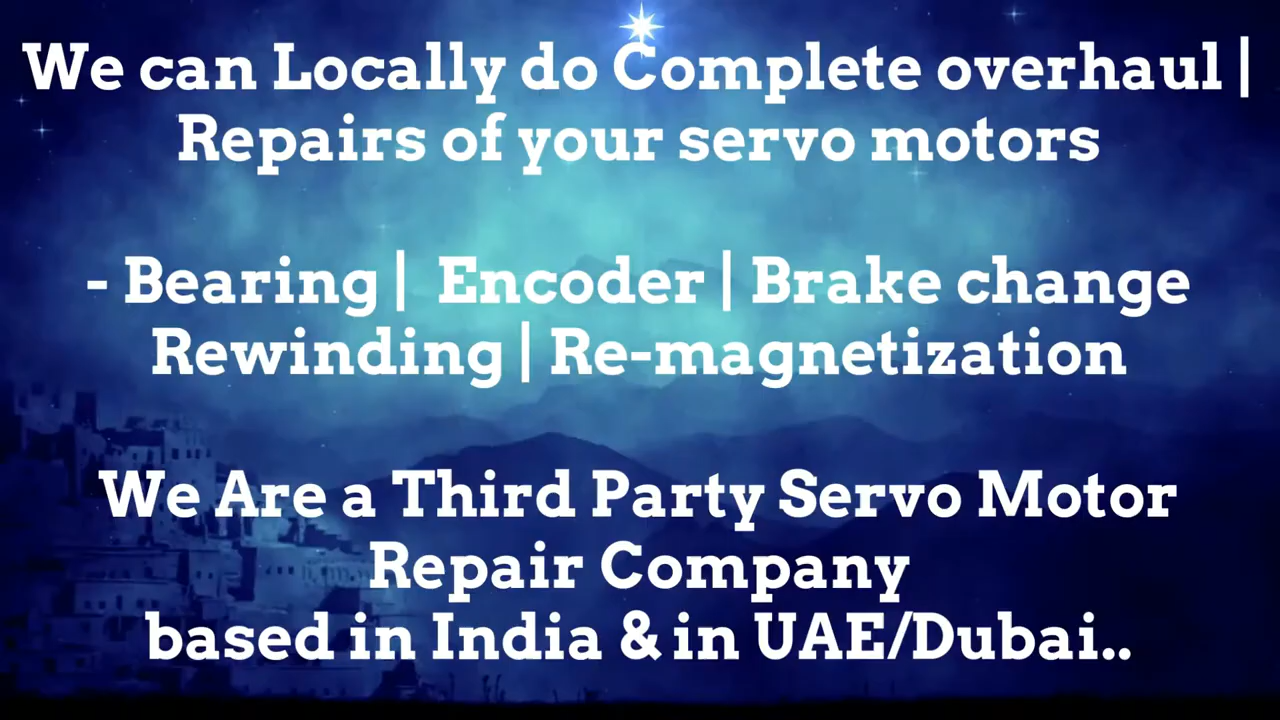 We can Locally do Complete overhaul |
Repairs of your servo motors
- Bearing | Encoder | Brake change
Rewinding | Re-magnetization
We Are a Third Party Servo Motor
Repair Company
based in India & in UAE/Dubai..